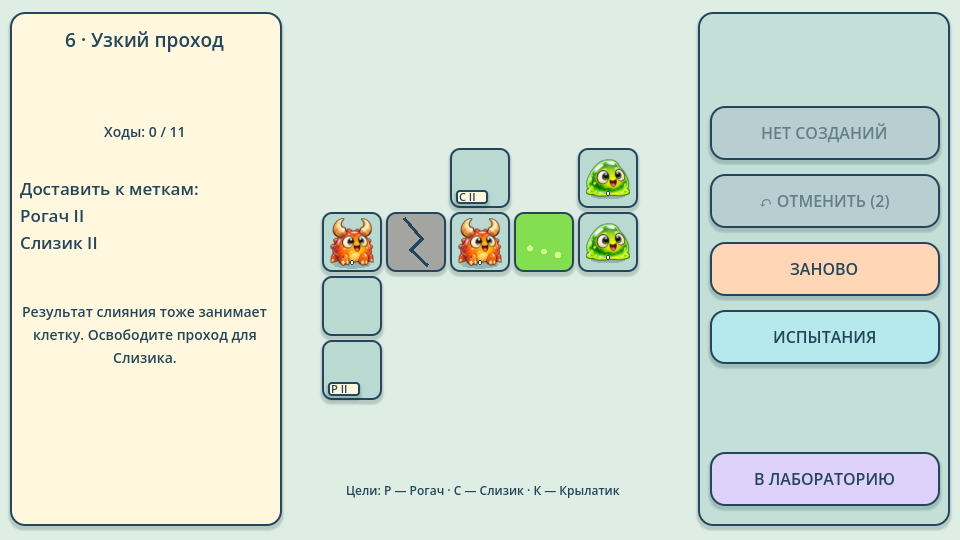 6 · Узкий проход
Ходы: 0 / 11
Доставить к меткам:
Рогач II
Слизик II
Результат слияния тоже занимает
клетку. Освободите проход для
Слизика.
С II
Р II
Цели: Р — Рогач · С — Слизик · К — Крылатик
НЕТ СОЗДАНИЙ
↶ ОТМЕНИТЬ (2)
ЗАНОВО
ИСПЫТАНИЯ
В ЛАБОРАТОРИЮ